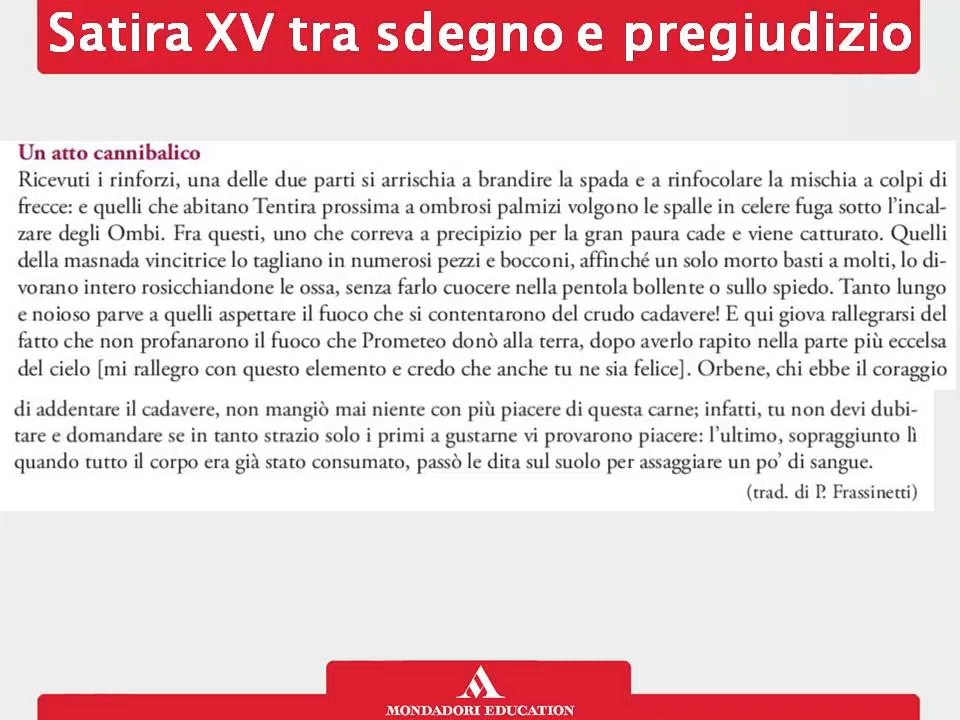 Satira XV tra sdegno e pregiudizio
Un atto cannibalico
Ricevuti i rinforzi, una delle due parti si arrischia a brandire la spada e a rinfocolare la mischia a colpi di
frecce: e quelli che abitano Tentira prossima a ombrosi palmizi volgono le spalle in celere fuga sotto l’incal-
zare degli Ombi. Fra questi, uno che correva a precipizio per la gran paura cade e viene catturato. Quelli
della masnada vincitrice lo tagliano in numerosi pezzi e bocconi, affinché un solo morto basti a molti, lo di-
vorano intero rosicchiandone le ossa, senza farlo cuocere nella pentola bollente o sullo spiedo. Tanto lungo
e noioso parve a quelli aspettare il fuoco che si contentarono del crudo cadavere! E qui giova rallegrarsi del
fatto che non profanarono il fuoco che Prometeo donò alla terra, dopo averlo rapito nella parte più eccelsa
del cielo [mi rallegro con questo elemento e credo che anche tu ne sia felice]. Orbene, chi ebbe il coraggio
di addentare il cadavere, non mangiò mai niente con più piacere di questa carne; infatti, tu non devi dubi-
tare e domandare se in tanto strazio solo i primi a gustarne vi provarono piacere: l’ultimo, sopraggiunto lì
quando tutto il corpo era già stato consumato, passò le dita sul suolo per assaggiare un po’ di sangue.
(trad. di P. Frassinetti)
MONDADORI EDUCATION